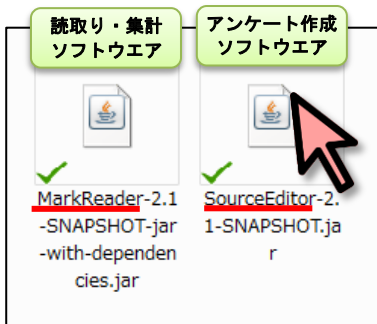 読取り・集計
ソフトウエア
アンケート作成
ソフトウエア
MarkReader-2.1
-SNAPSHOT-jar
-with-dependen
cies.jar
SourceEditor-2.
1-SNAPSHOT.ja
r